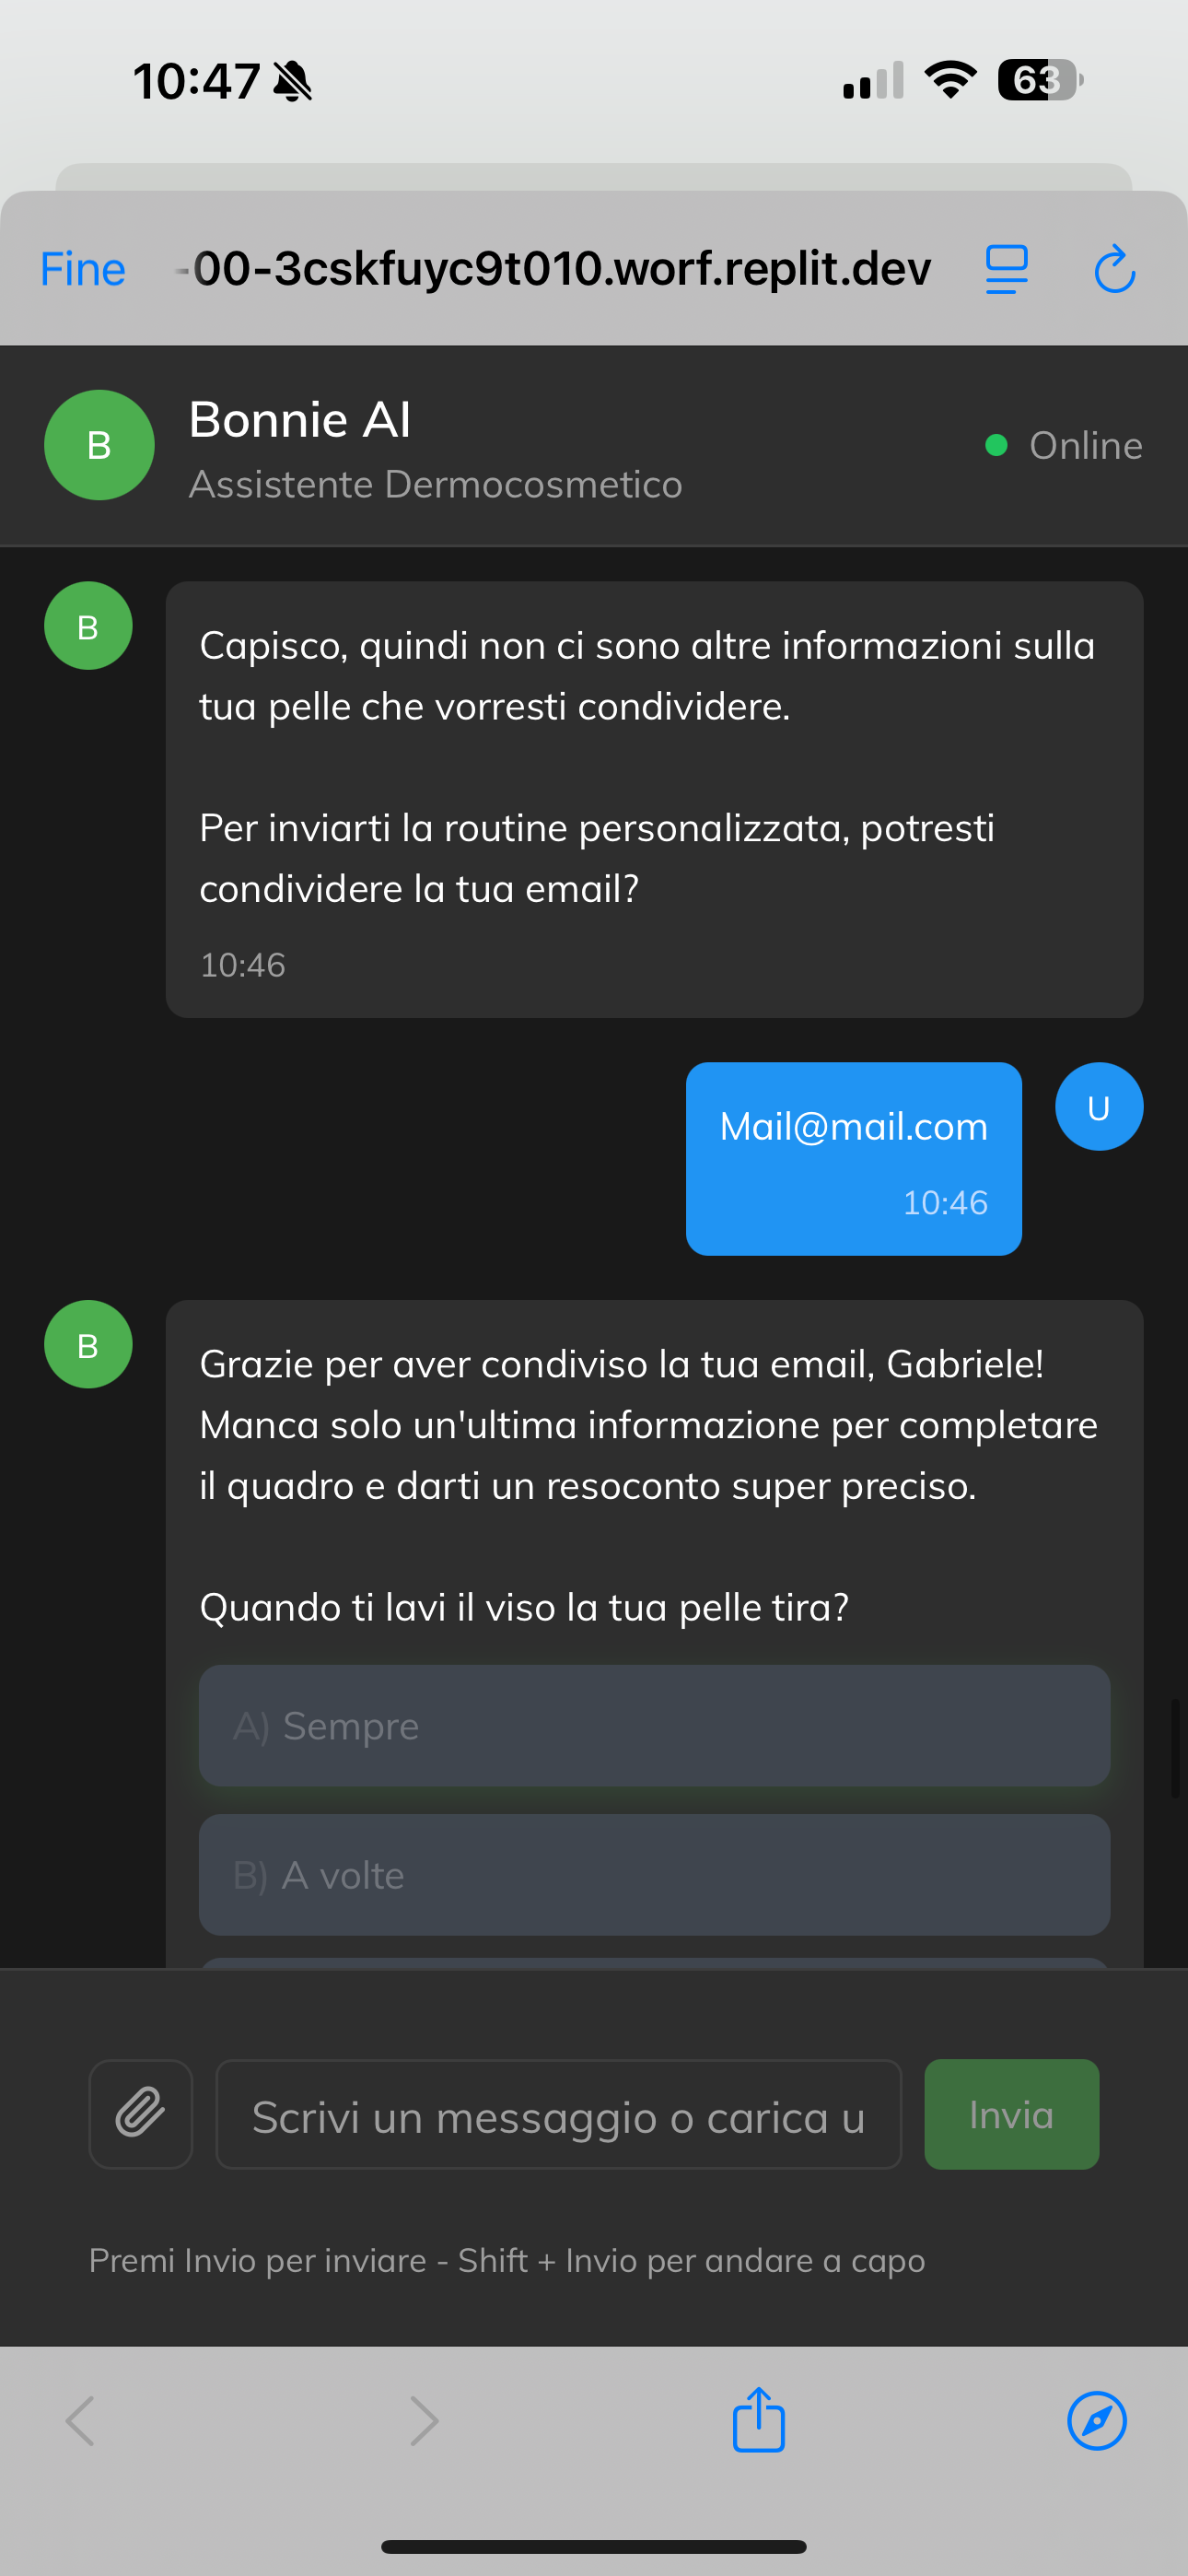 10:47
63
Fine
-00-3cskfuyc9t010.worf.replit.dev
B
Bonnie AI
Assistente Dermocosmetico
Online
B
Capisco, quindi non ci sono altre informazioni sulla
tua pelle che vorresti condividere.
Per inviarti la routine personalizzata, potresti
condividere la tua email?
10:46
Mail@mail.com
10:46
U
B
Grazie per aver condiviso la tua email, Gabriele!
Manca solo un'ultima informazione per completare
il quadro e darti un resoconto super preciso.
Quando ti lavi il viso la tua pelle tira?
A) Sempre
B) A volte
Scrivi un messaggio o carica u
Invia
Premi Invio per inviare - Shift + Invio per andare a capo